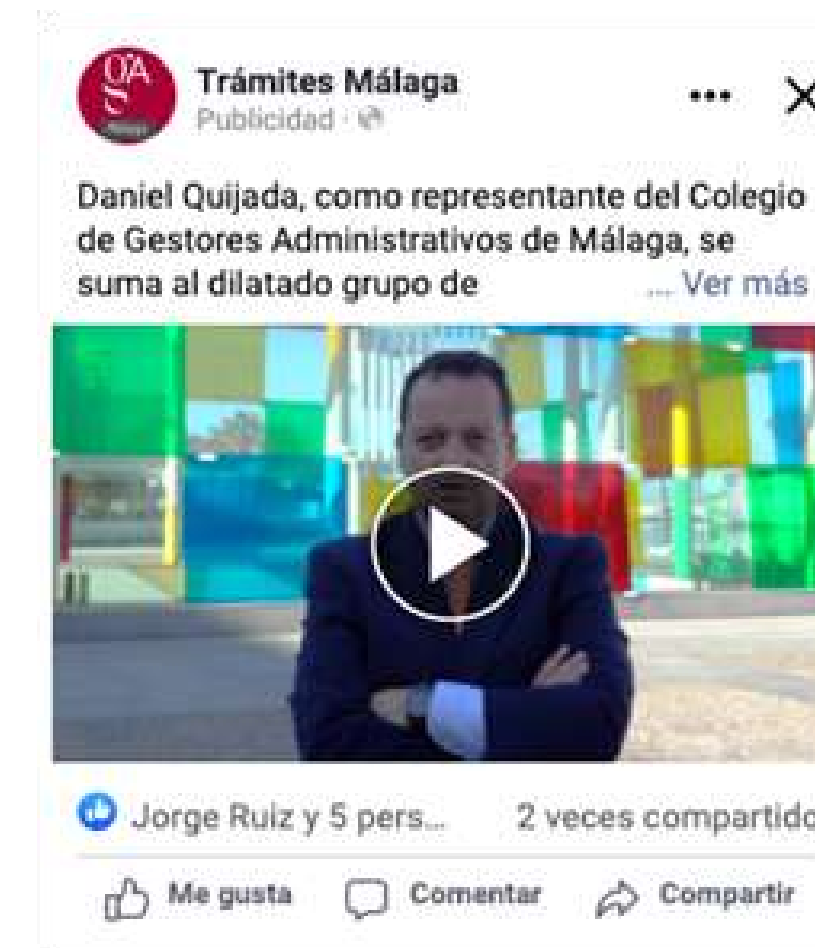 Trámites Málaga
Publicidad ·
Daniel Quijada, como representante del Colegio
de Gestores Administrativos de Málaga, se
suma al dilatado grupo de ... Ver más
Jorge Ruiz y 5 pers... 2 veces compartido
Me gusta Comentar Compartir